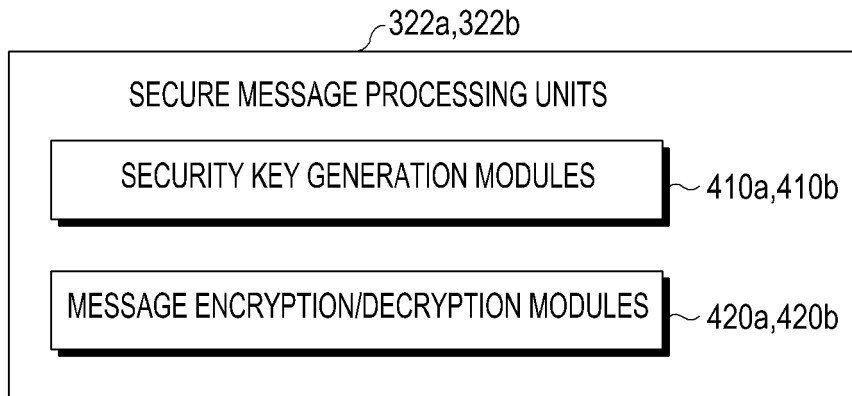 322a,322b
SECURE MESSAGE PROCESSING UNITS
SECURITY KEY GENERATION MODULES
410a,410b
MESSAGE ENCRYPTION/DECRYPTION MODULES
420a,420b